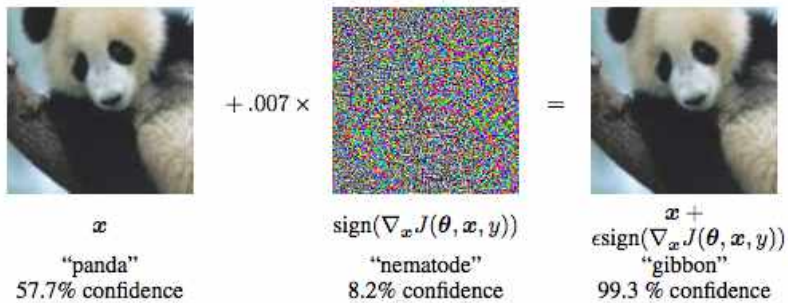 + .007 ×
=
x
sign(∇ₓJ(θ, x, y))
x +
ϵsign(∇ₓJ(θ, x, y))
“panda”
“nematode”
“gibbon”
57.7% confidence
8.2% confidence
99.3 % confidence